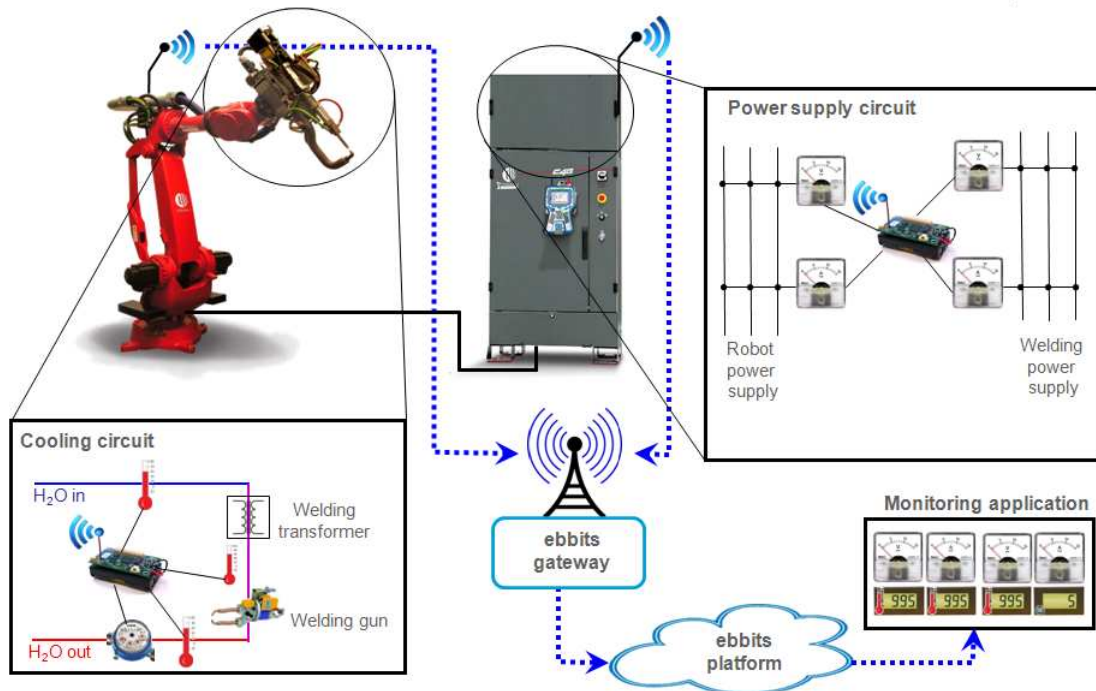 Power supply circuit
Robot
power
supply
Welding
power
supply
Cooling circuit
H₂O in
Welding
transformer
Welding gun
H₂O out
ebbits
gateway
Monitoring application
995
995
995
5
ebbits
platform